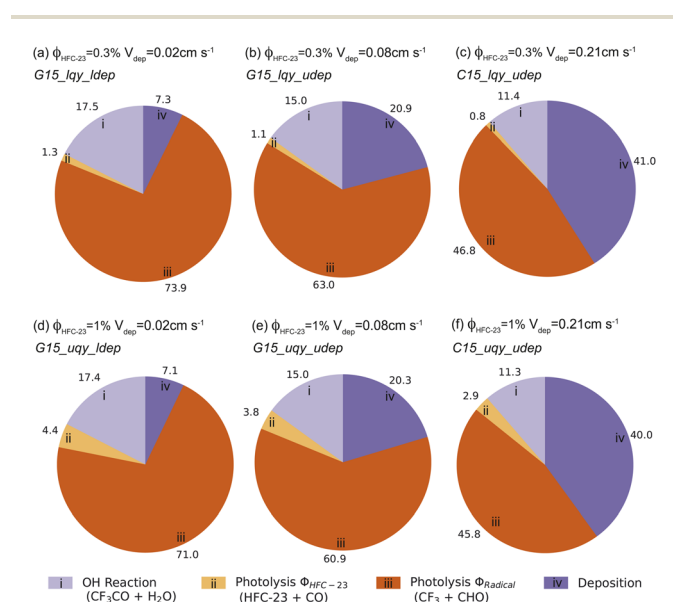 (a) ϕHFC-23=0.3% Vdep=0.02cm s-1
G15_lqy_ldep
(b) ϕHFC-23=0.3% Vdep=0.08cm s-1
G15_lqy_udep
(c) ϕHFC-23=0.3% Vdep=0.21cm s-1
C15_lqy_udep
17.5
i
7.3
iv
1.3
ii
iii
73.9
15.0
i
20.9
iv
1.1
ii
iii
63.0
11.4
i
0.8
ii
iv
41.0
46.8
iii
(d) ϕHFC-23=1% Vdep=0.02cm s-1
G15_uqy_ldep
(e) ϕHFC-23=1% Vdep=0.08cm s-1
G15_uqy_udep
(f) ϕHFC-23=1% Vdep=0.21cm s-1
C15_uqy_udep
17.4
i
7.1
iv
4.4
ii
iii
71.0
15.0
i
20.3
iv
3.8
ii
iii
60.9
11.3
i
2.9
ii
iv
40.0
45.8
iii
i OH Reaction
(CF3CO + H2O)
ii Photolysis ΦHFC−23
(HFC-23 + CO)
iii Photolysis ΦRadical
(CF3 + CHO)
iv Deposition